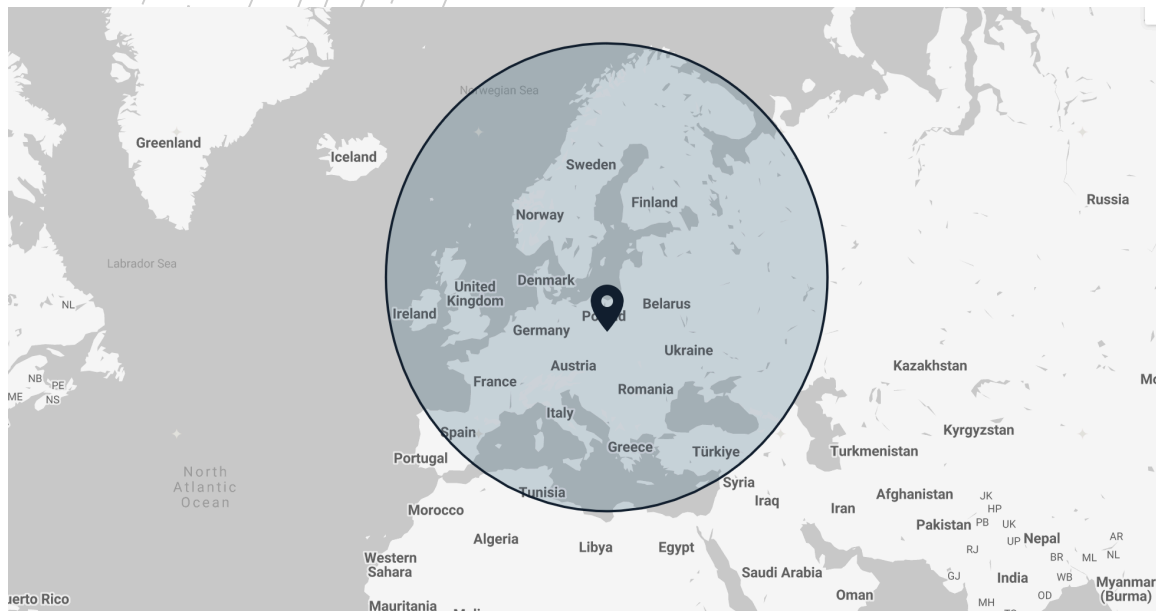 Norwegian Sea
Greenland
Iceland
Sweden
Russia
Finland
Norway
Labrador Sea
Denmark
United
Kingdom
NL
Belarus
Ireland
Germany
Ukraine
Austria
Kazakhstan
NB
PE
France
Romania
ME
NS
Italy
Kyrgyzstan
Spain
Greece
Türkiye
Turkmenistan
Portugal
North
Atlantic
Ocean
Syria
Tunisia
Iraq
Afghanistan
JK
Iran
HP
Morocco
Pakistan
PB
UK
Algeria
Libya
Egypt
UP
Nepal
AR
RJ
BR
ML
NL
Western
Sahara
Saudi Arabia
GJ
India
WB
Myanmar
(Burma)
Oman
OD
MH
Mauritania
uerto Rico